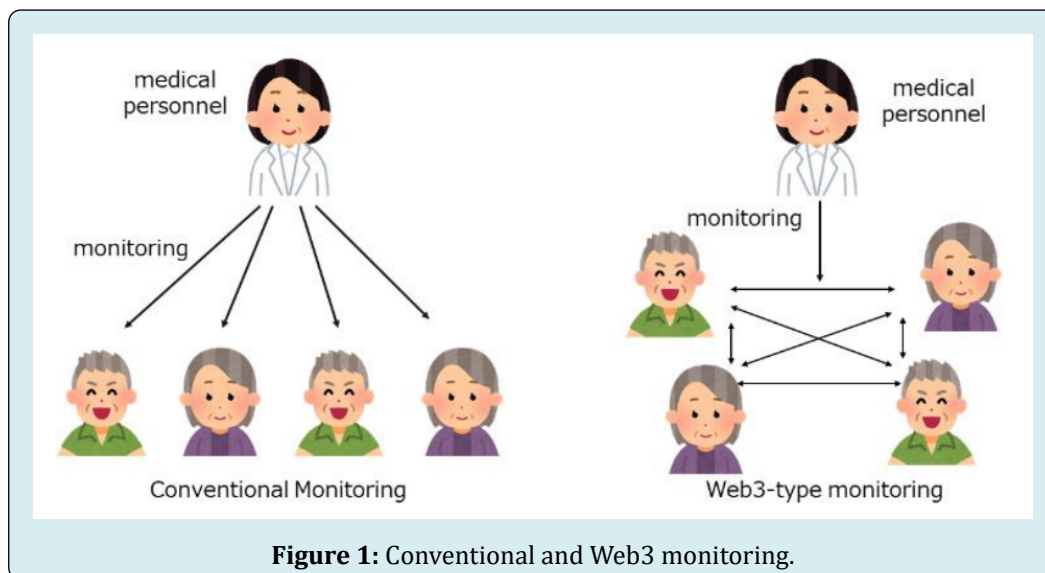 medical
personnel
monitoring
Conventional Monitoring
medical
personnel
monitoring
Web3-type monitoring
Figure 1: Conventional and Web3 monitoring.